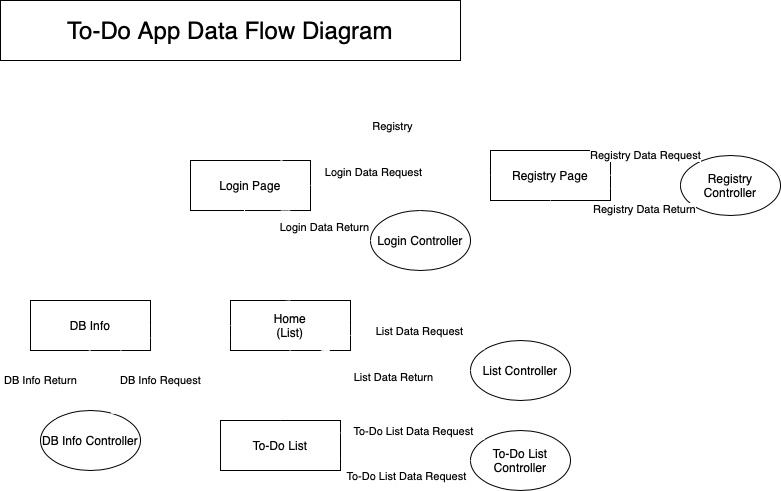 To-Do App Data Flow Diagram
Registry
Login Page
Login Data Request
Login Data Return
Login Controller
Registry Page
Registry Data Request
Registry Data Return
Registry
Controller
DB Info
DB Info Return
DB Info Request
DB Info Controller
Home
(List)
List Data Request
List Data Return
List Controller
To-Do List
To-Do List Data Request
To-Do List Data Request
To-Do List
Controller